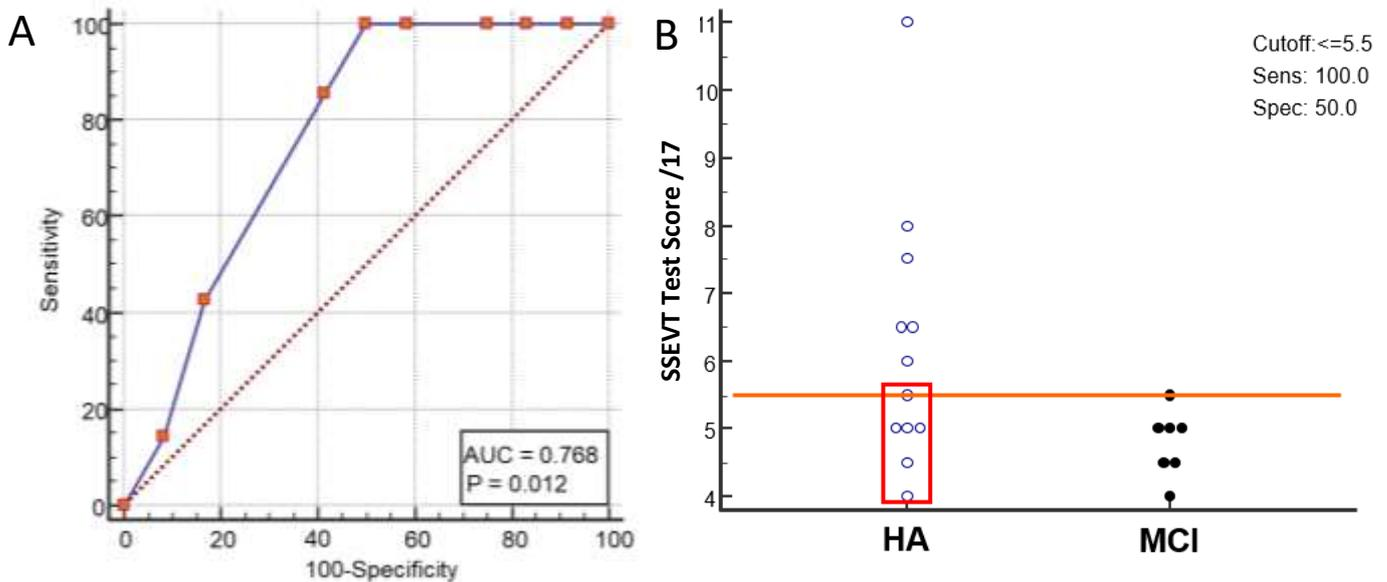 A
100
80
60
40
20
0
Sensitivity
0 20 40 60 80 100
100-Specificity
AUC = 0.768
P = 0.012
B
11
10
9
8
7
6
5
4
SSEVT Test Score /17
Cutoff:<=5.5
Sens: 100.0
Spec: 50.0
HA MCI